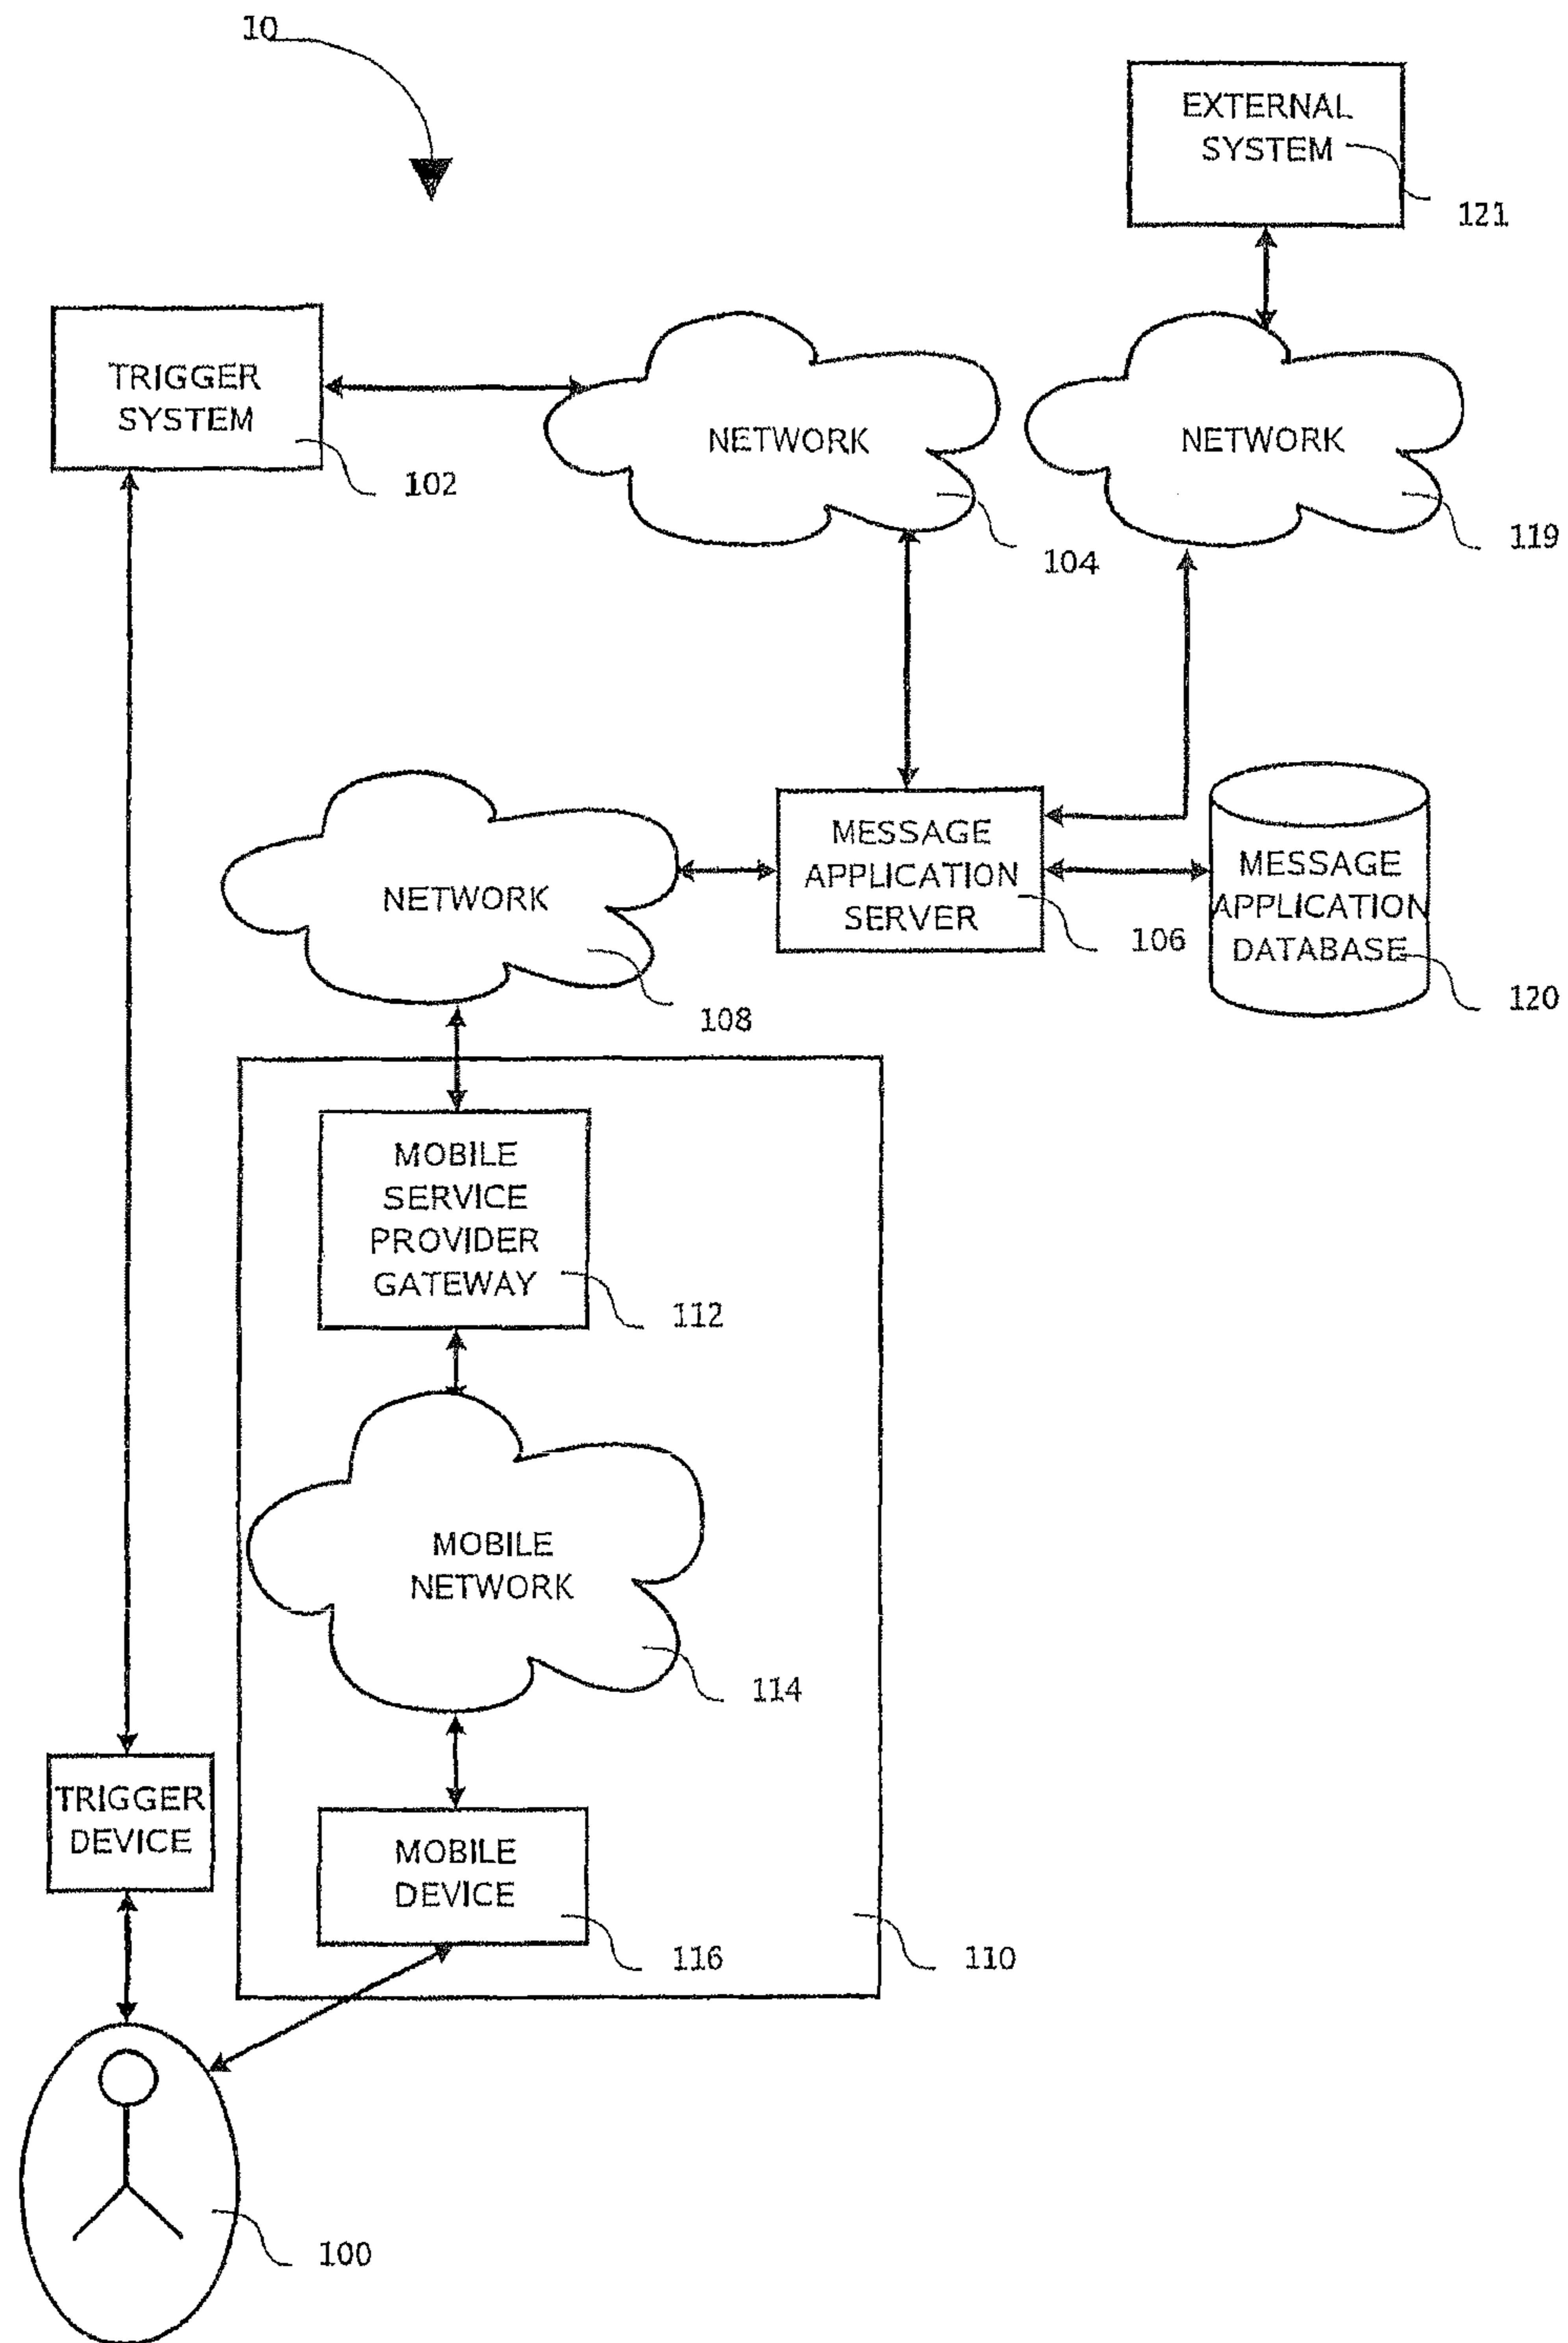 10
EXTERNAL
SYSTEM
121
TRIGGER
SYSTEM
102
NETWORK
104
NETWORK
119
MESSAGE
APPLICATION
SERVER
106
MESSAGE
APPLICATION
DATABASE
120
NETWORK
108
MOBILE
SERVICE
PROVIDER
GATEWAY
112
MOBILE
NETWORK
114
TRIGGER
DEVICE
MOBILE
DEVICE
116
110
100